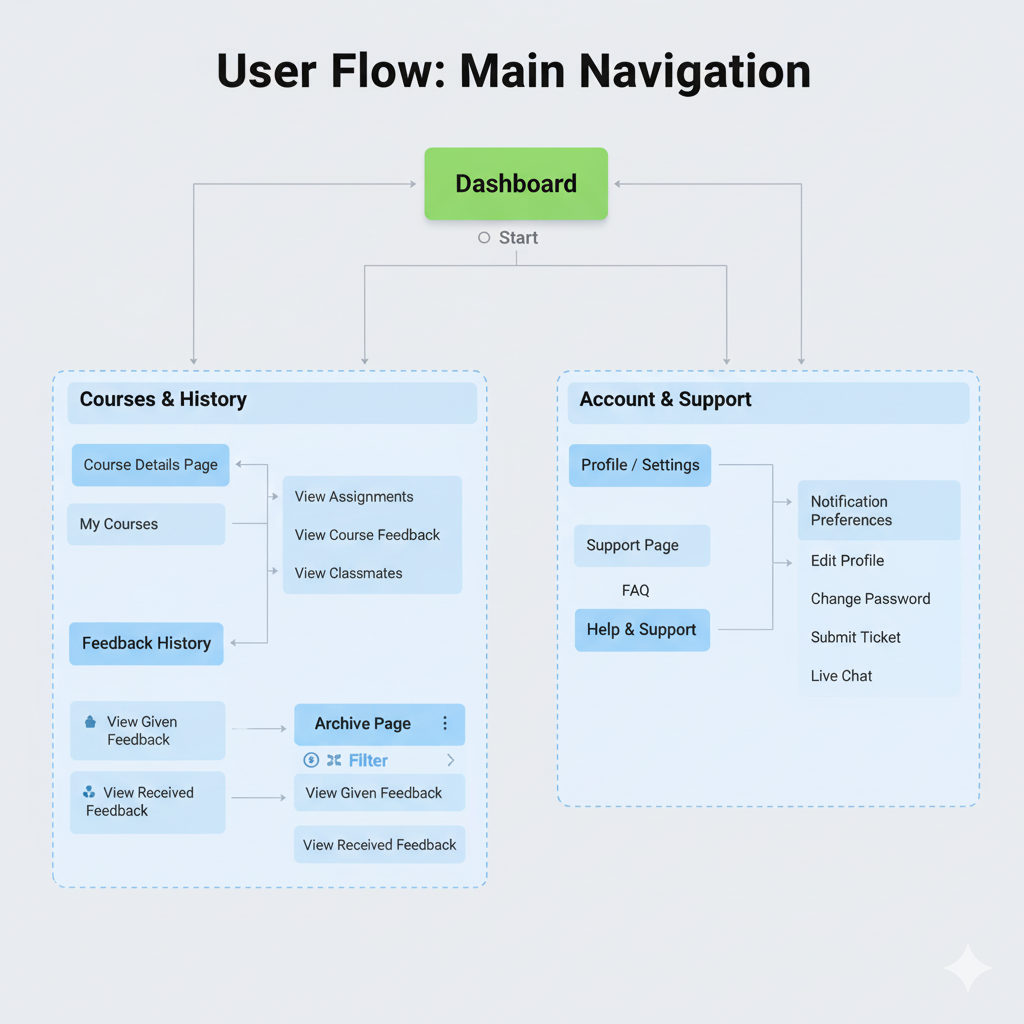 User Flow: Main Navigation
Dashboard
Start
Courses & History
Course Details Page
My Courses
View Assignments
View Course Feedback
View Classmates
Feedback History
View Given
Feedback
View Received
Feedback
Archive Page
Filter
View Given Feedback
View Received Feedback
Account & Support
Profile / Settings
Support Page
FAQ
Help & Support
Notification
Preferences
Edit Profile
Change Password
Submit Ticket
Live Chat